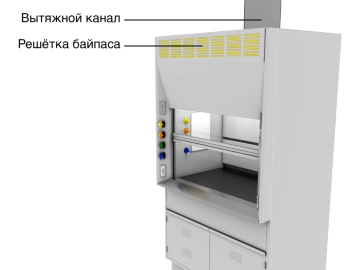 Вытяжной канал
Решётка байпаса